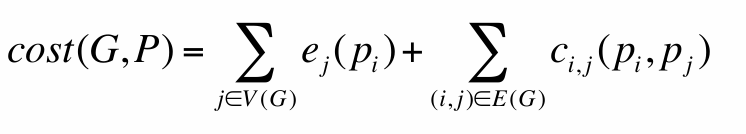 cost(G,P) = ∑_{j∈V(G)} e_j(p_i) + ∑_{(i,j)∈E(G)} c_{i,j}(p_i,p_j)